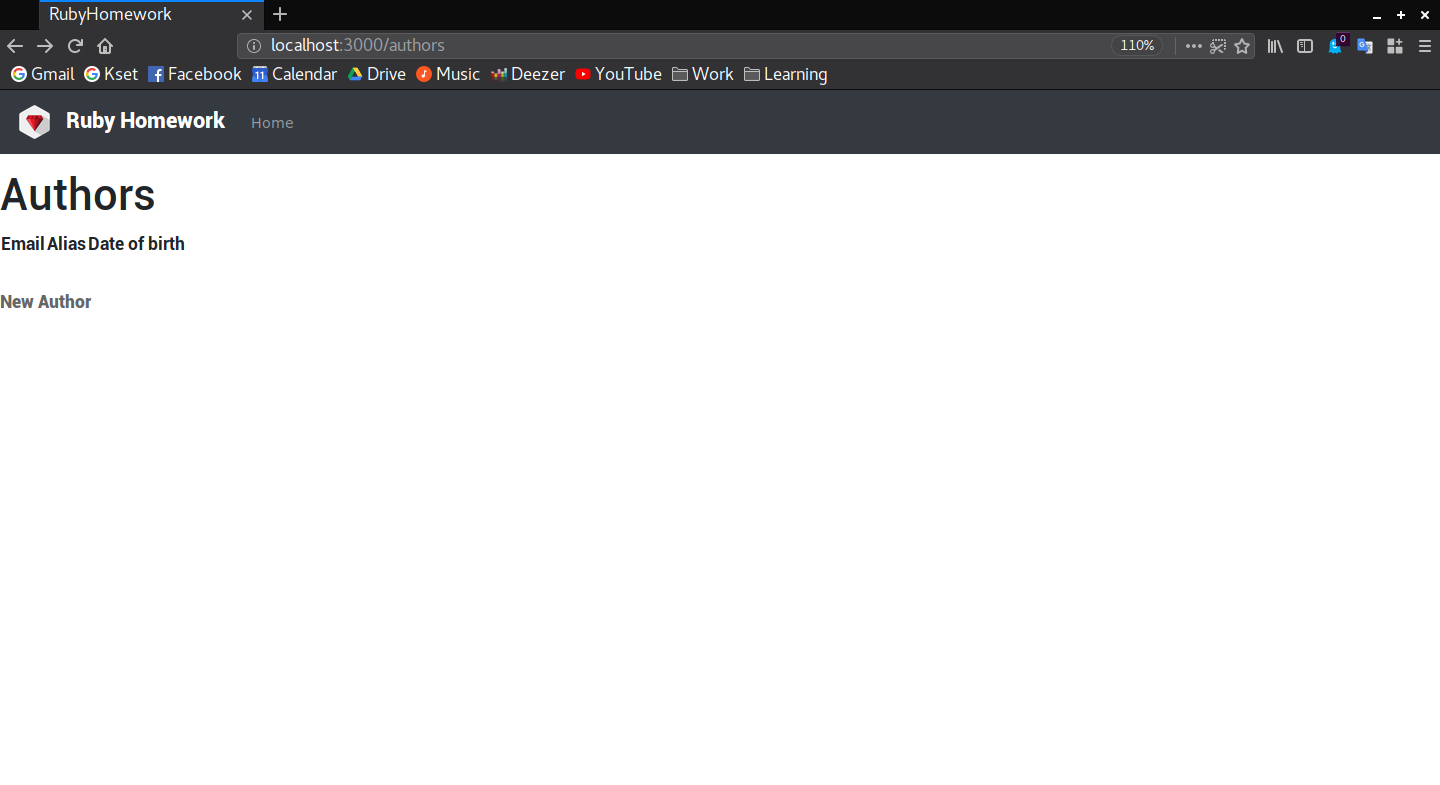 RubyHomework
localhost:3000/authors 110% 0
Gmail Kset Facebook 11 Calendar Drive Music Deezer YouTube Work Learning
Ruby Homework Home
Authors
Email Alias Date of birth
New Author